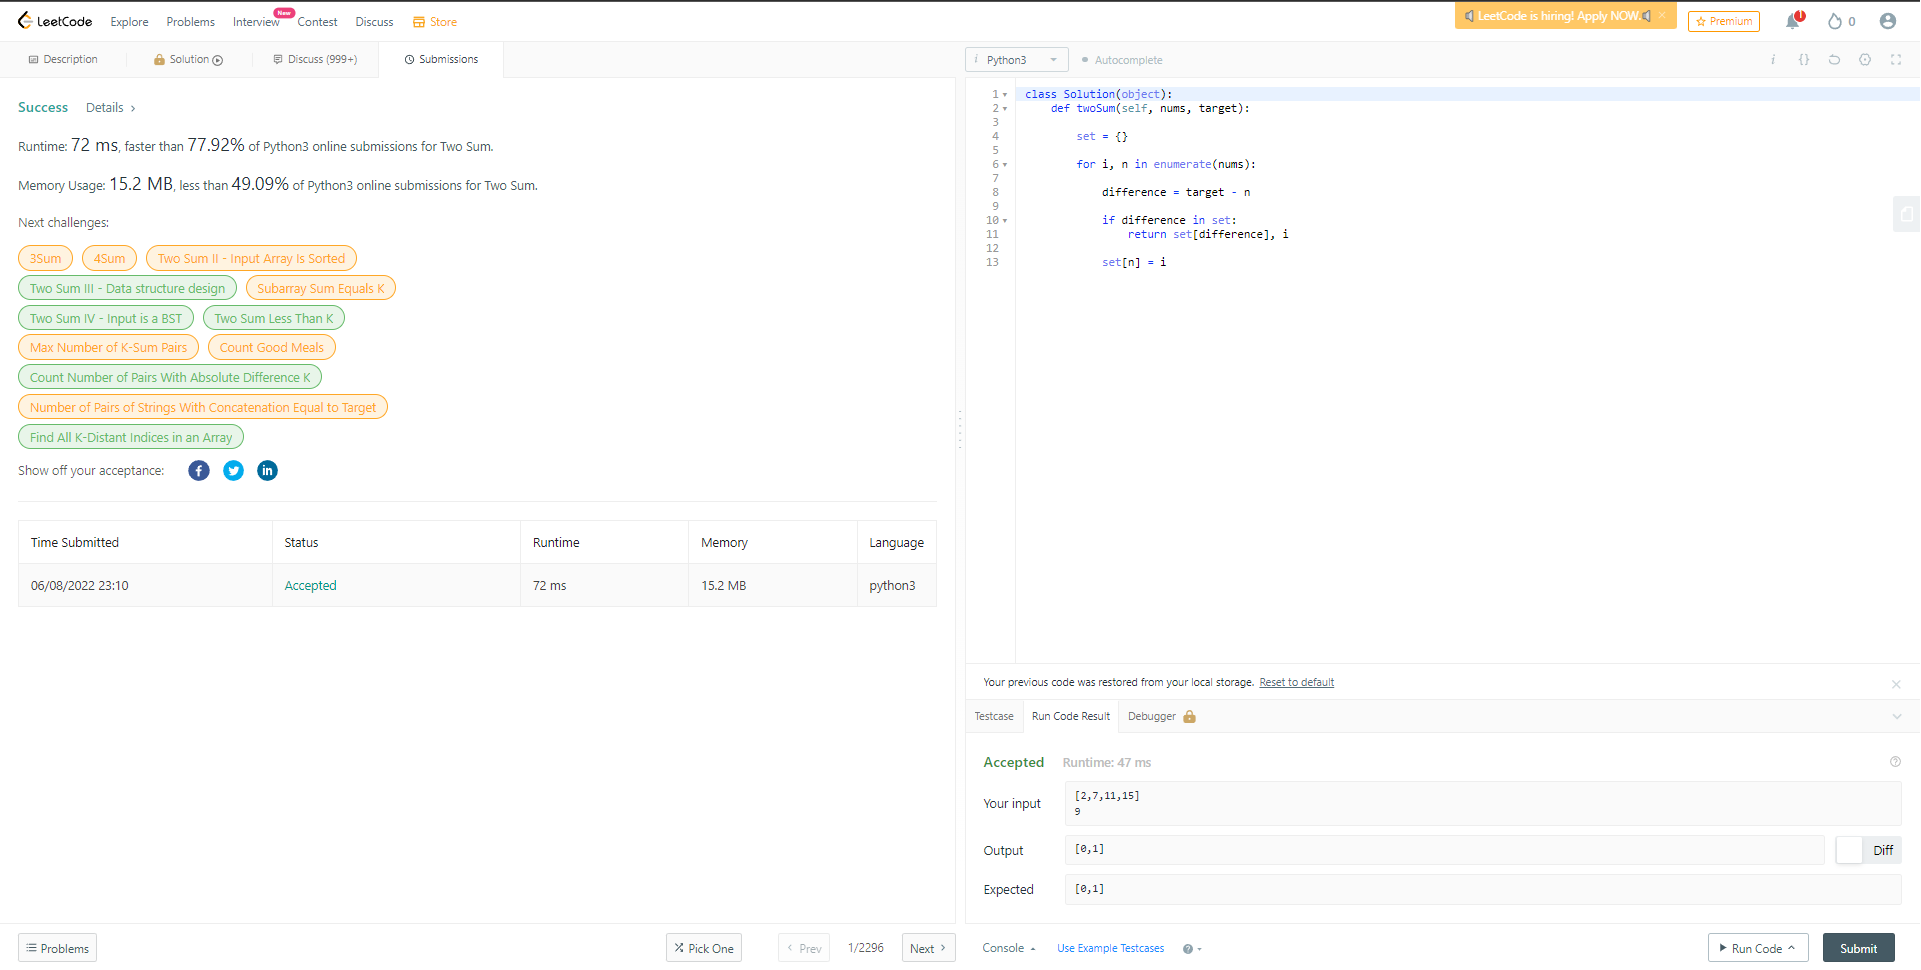 LeetCode Explore Problems Interview New Contest Discuss Store LeetCode is hiring! Apply NOW. Premium 1 0
Description Solution Discuss (999+) Submissions
Success Details
Runtime: 72 ms, faster than 77.92% of Python3 online submissions for Two Sum.
Memory Usage: 15.2 MB, less than 49.09% of Python3 online submissions for Two Sum.
Next challenges:
3Sum 4Sum Two Sum II - Input Array Is Sorted
Two Sum III - Data structure design Subarray Sum Equals K
Two Sum IV - Input is a BST Two Sum Less Than K
Max Number of K-Sum Pairs Count Good Meals
Count Number of Pairs With Absolute Difference K
Number of Pairs of Strings With Concatenation Equal to Target
Find All K-Distant Indices in an Array
Show off your acceptance:
Time Submitted Status Runtime Memory Language
06/08/2022 23:10 Accepted 72 ms 15.2 MB python3
Problems Pick One < Prev 1/2296 Next >
i Python3 Autocomplete i {}
1 class Solution(object):
2 def twoSum(self, nums, target):
3
4 set = {}
5
6 for i, n in enumerate(nums):
7
8 difference = target - n
9
10 if difference in set:
11 return set[difference], i
12
13 set[n] = i
Your previous code was restored from your local storage. Reset to default
Testcase Run Code Result Debugger
Accepted Runtime: 47 ms
Your input [2,7,11,15]
9
Output [0,1] Diff
Expected [0,1]
Console Use Example Testcases Run Code Submit